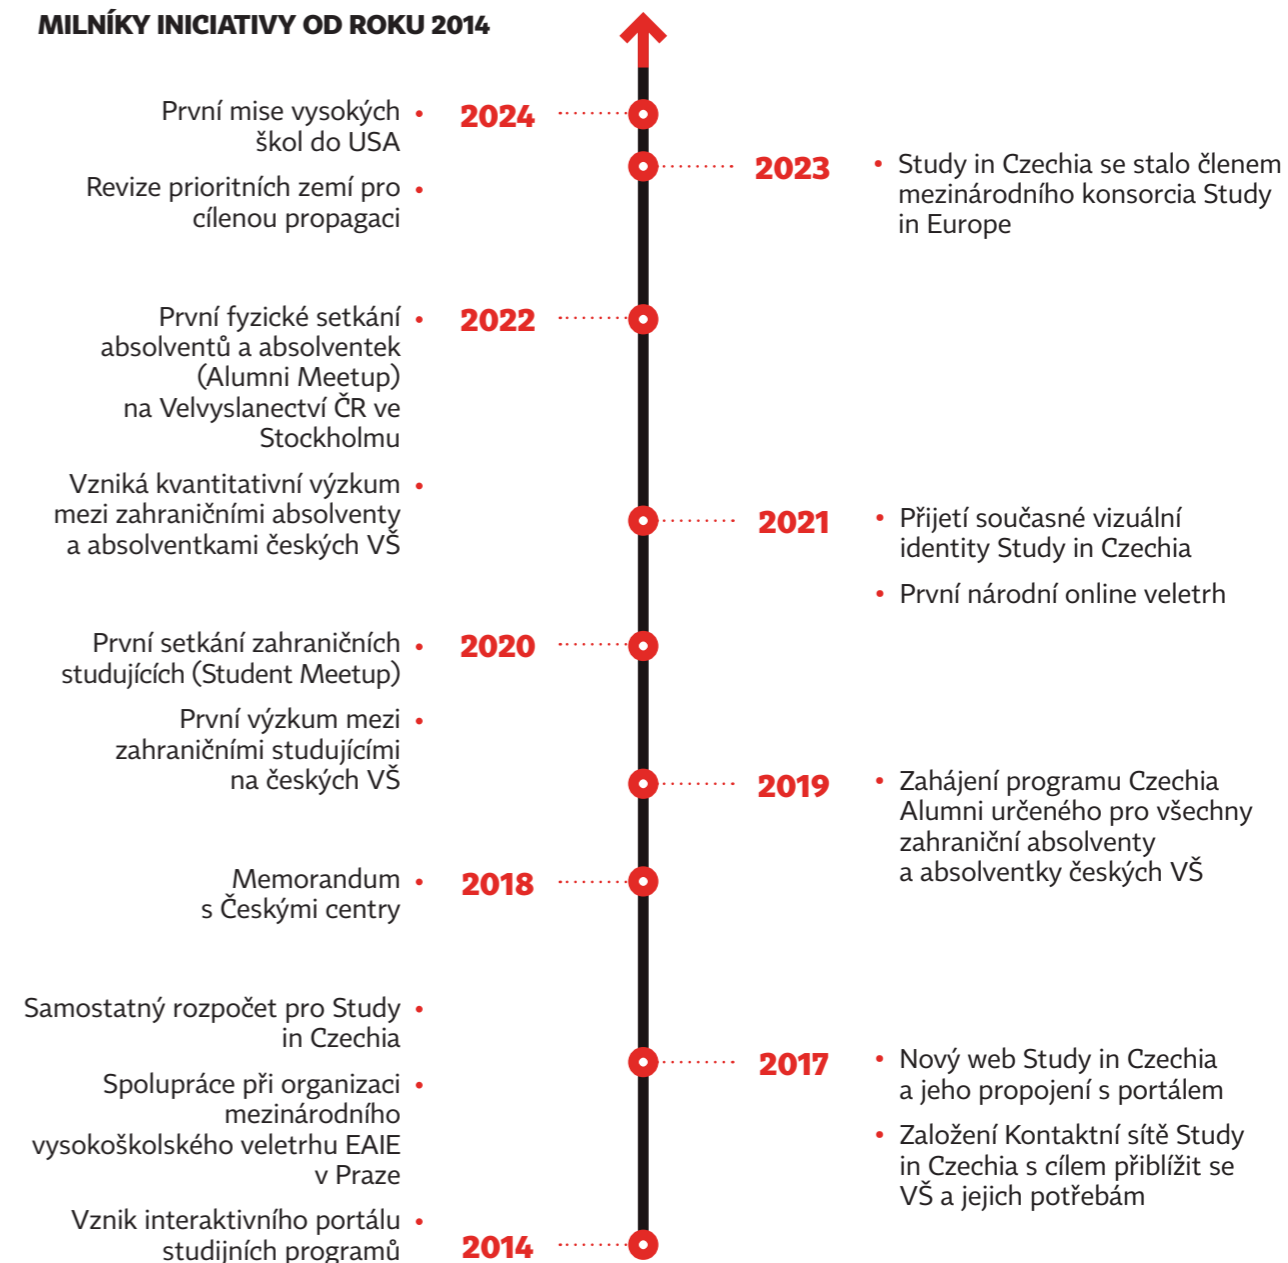 MILNÍKY INICIATIVY OD ROKU 2014
2024
První mise vysokých •
škol do USA
Revize prioritních zemí pro •
cílenou propagaci
2023
• Study in Czechia se stalo členem
mezinárodního konsorcia Study
in Europe
2022
První fyzické setkání •
absolventů a absolventek
(Alumni Meetup)
na Velvyslanectví ČR ve
Stockholmu
Vzniká kvantitativní výzkum •
mezi zahraničními absolventy
a absolventkami českých VŠ
2021
• Přijetí současné vizuální
identity Study in Czechia
• První národní online veletrh
2020
První setkání zahraničních •
studujících (Student Meetup)
První výzkum mezi •
zahraničními studujícími
na českých VŠ
2019
• Zahájení programu Czechia
Alumni určeného pro všechny
zahraniční absolventy
a absolventky českých VŠ
2018
Memorandum •
s Českými centry
2017
• Nový web Study in Czechia
a jeho propojení s portálem
• Založení Kontaktní sítě Study
in Czechia s cílem přiblížit se
VŠ a jejich potřebám
Samostatný rozpočet pro Study •
in Czechia
Spolupráce při organizaci •
mezinárodního
vysokoškolského veletrhu EAIE
v Praze
Vznik interaktivního portálu •
studijních programů
2014